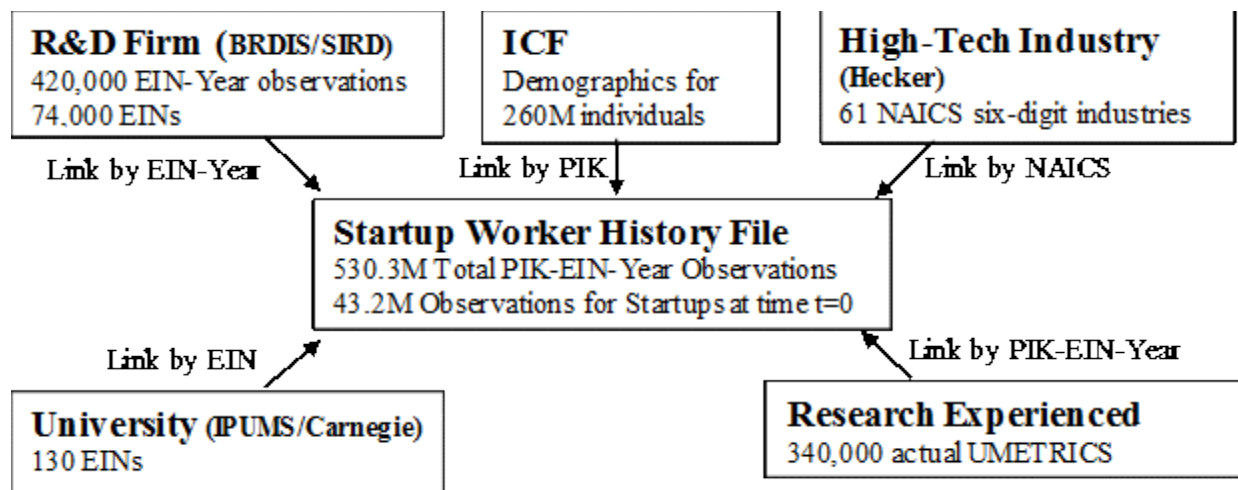 R&D Firm (BRDIS/SIRD)
420,000 EIN-Year observations
74,000 EINs
ICF
Demographics for
260M individuals
High-Tech Industry
(Hecker)
61 NAICS six-digit industries
Link by EIN-Year
Link by PIK
Link by NAICS
Startup Worker History File
530.3M Total PIK-EIN-Year Observations
43.2M Observations for Startups at time t=0
Link by EIN
Link by PIK-EIN-Year
University (IPUMS/Carnegie)
130 EINs
Research Experienced
340,000 actual UMETRICS